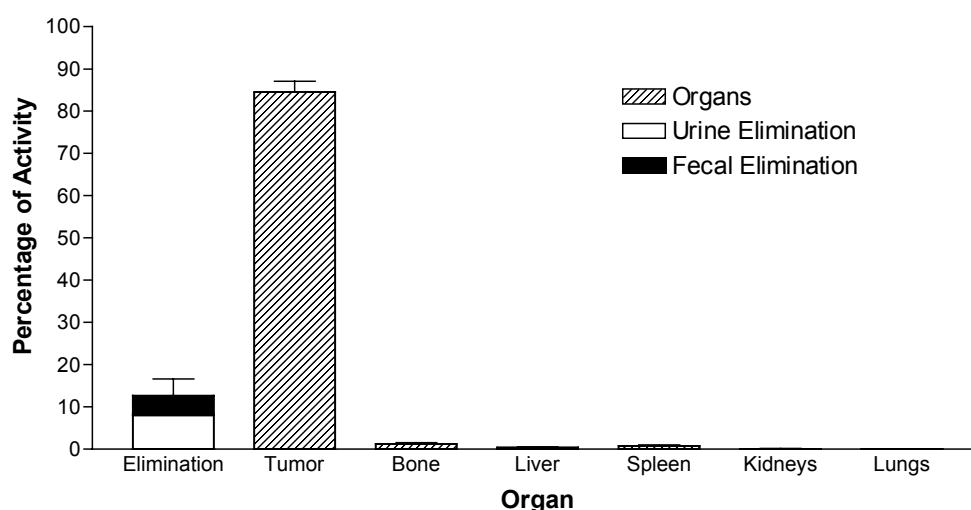 100
90
80
70
60
50
40
30
20
10
0
Percentage of Activity
Organs
Urine Elimination
Fecal Elimination
Elimination Tumor Bone Liver Spleen Kidneys Lungs
Organ